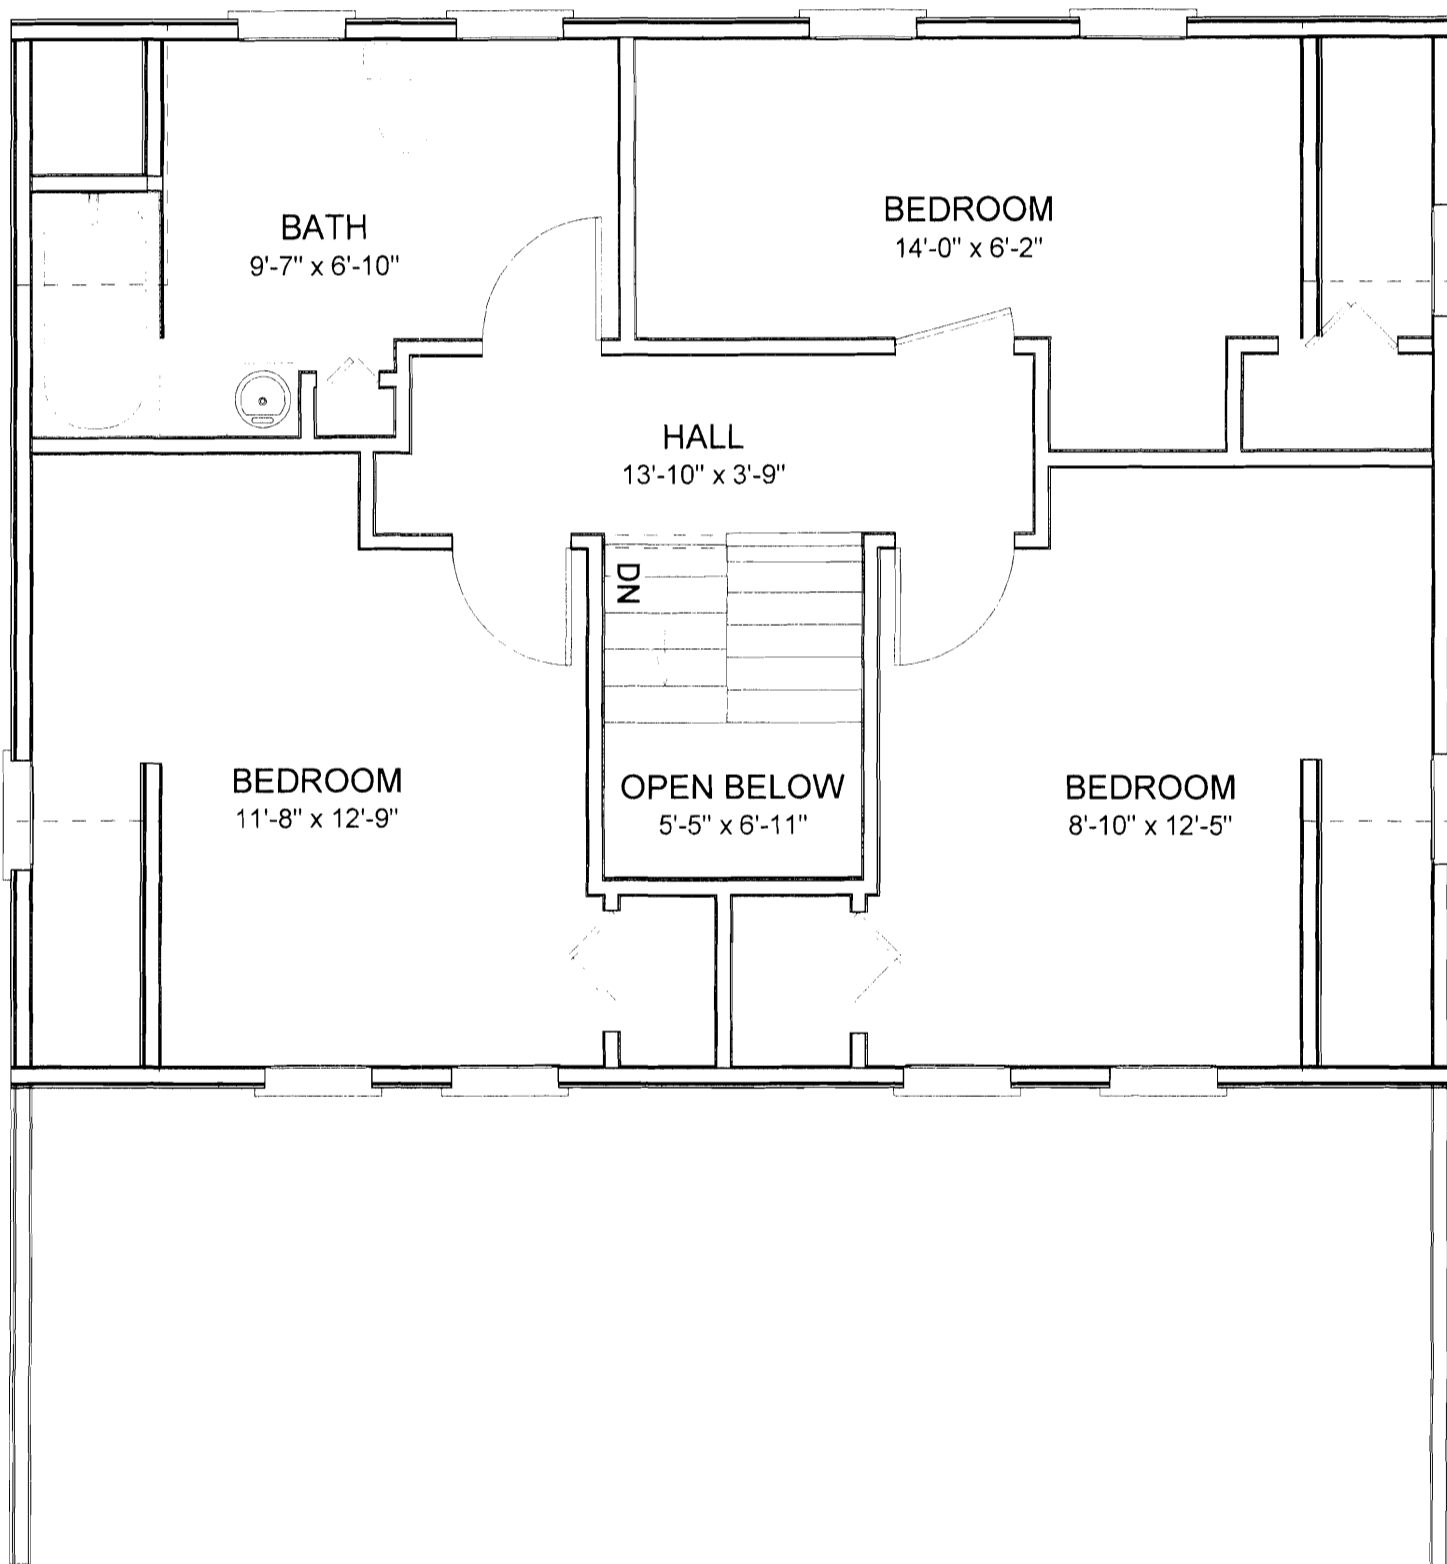 BATH
9'-7" x 6'-10"
BEDROOM
14'-0" x 6'-2"
HALL
13'-10" x 3'-9"
DN
BEDROOM
11'-8" x 12'-9"
OPEN BELOW
5'-5" x 6'-11"
BEDROOM
8'-10" x 12'-5"